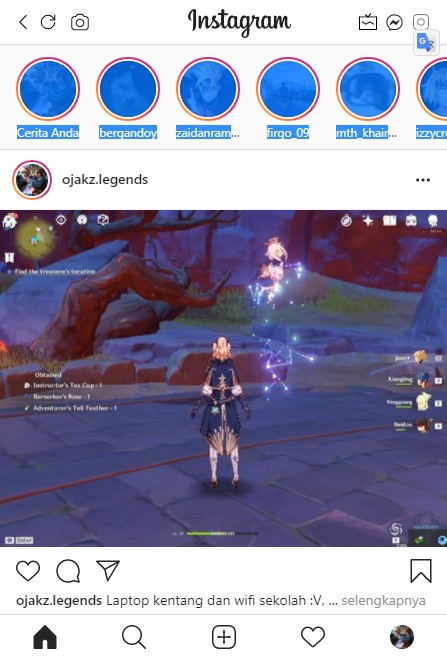 Instagram
Cerita Anda
bergandoy
zaidanram...
firqo_09
mth_khair...
izzycr
ojakz.legends
Find the treasure's location
Obtained
Instructor's Tea Cup - 1
Berserker's Rose - 1
Adventurer's Tail Feather - 1
Jean
Xiangling
Ningguang
Beidou
Enter
ojakz.legends Laptop kentang dan wifi sekolah :V, ... selengkapnya